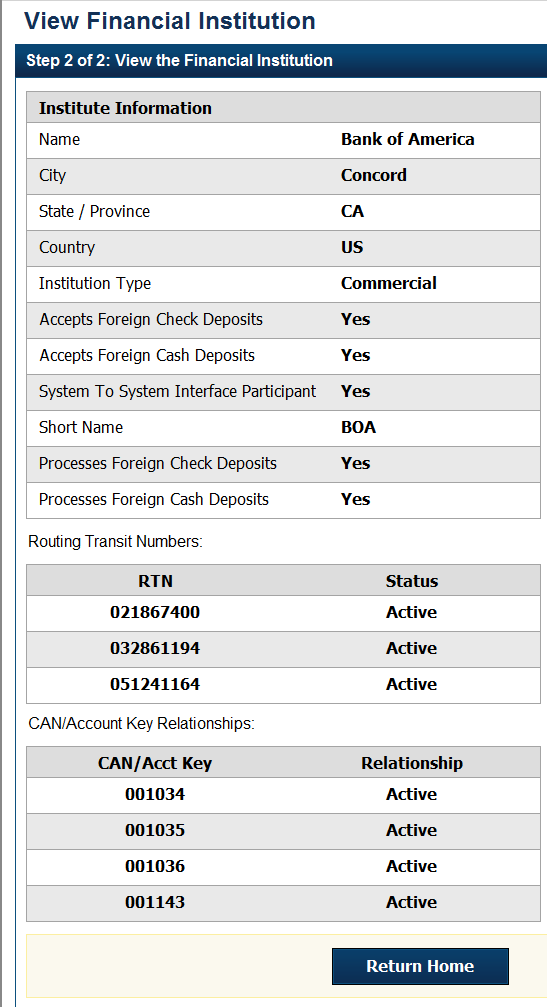 View Financial Institution
Step 2 of 2: View the Financial Institution
Institute Information
Name Bank of America
City Concord
State / Province CA
Country US
Institution Type Commercial
Accepts Foreign Check Deposits Yes
Accepts Foreign Cash Deposits Yes
System To System Interface Participant Yes
Short Name BOA
Processes Foreign Check Deposits Yes
Processes Foreign Cash Deposits Yes
Routing Transit Numbers:
RTN Status
021867400 Active
032861194 Active
051241164 Active
CAN/Account Key Relationships:
CAN/Acct Key Relationship
001034 Active
001035 Active
001036 Active
001143 Active
Return Home